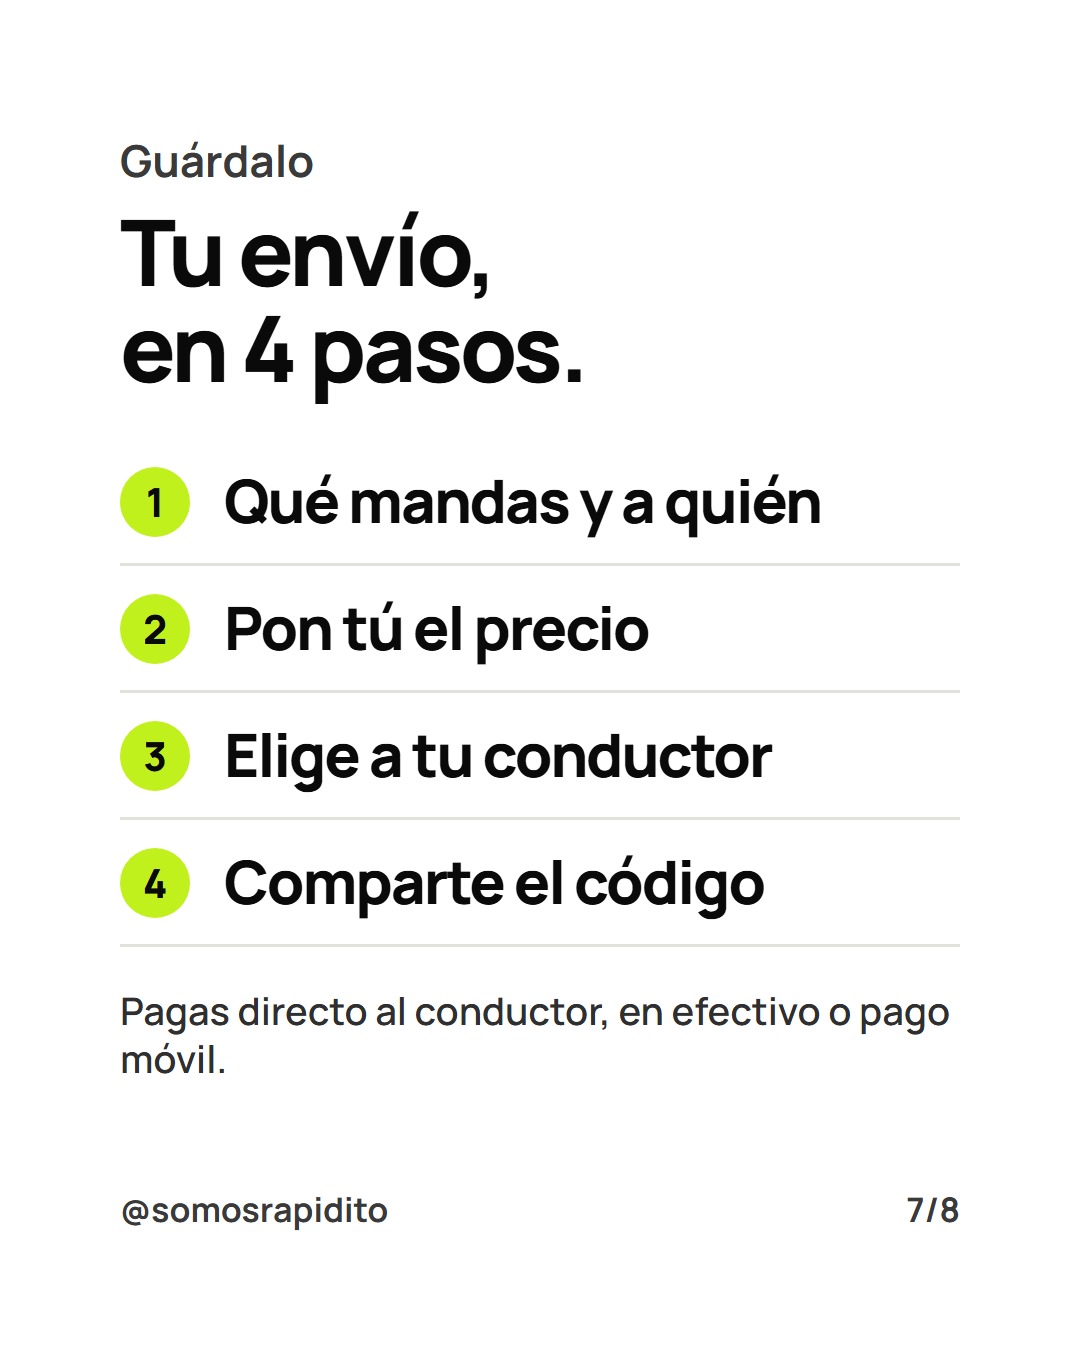 Guárdalo
Tu envío,
en 4 pasos.
1 Qué mandas y a quién
2 Pon tú el precio
3 Elige a tu conductor
4 Comparte el código
Pagas directo al conductor, en efectivo o pago
móvil.
@somosrapidito 7/8